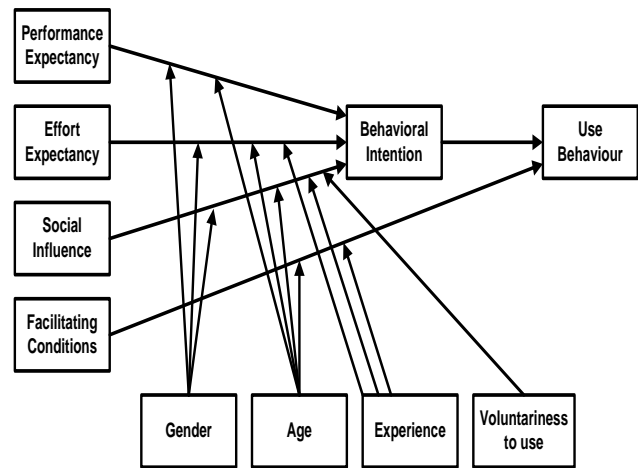 Performance
Expectancy
Effort
Expectancy
Behavioral
Intention
Use
Behaviour
Social
Influence
Facilitating
Conditions
Gender
Age
Experience
Voluntariness
to use